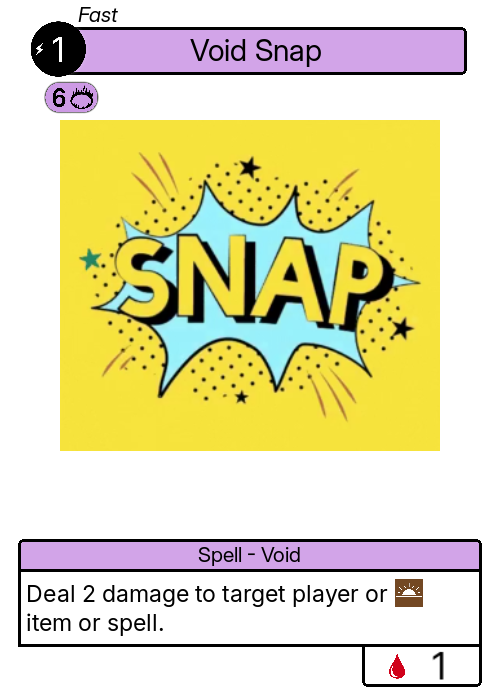 Fast
1
Void Snap
6
SNAP
Spell - Void
Deal 2 damage to target player or
item or spell.
1